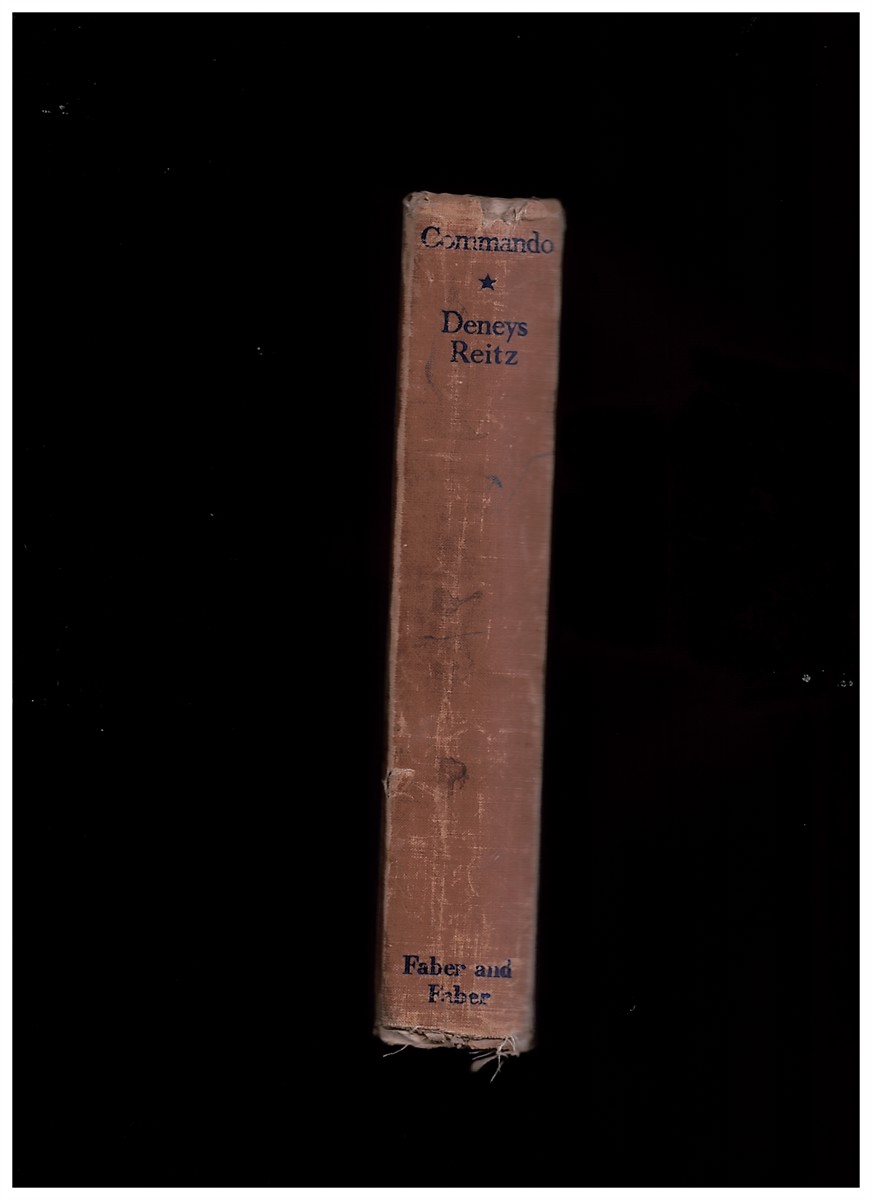 Commando
Deneys
Reitz
Faber and
Faber